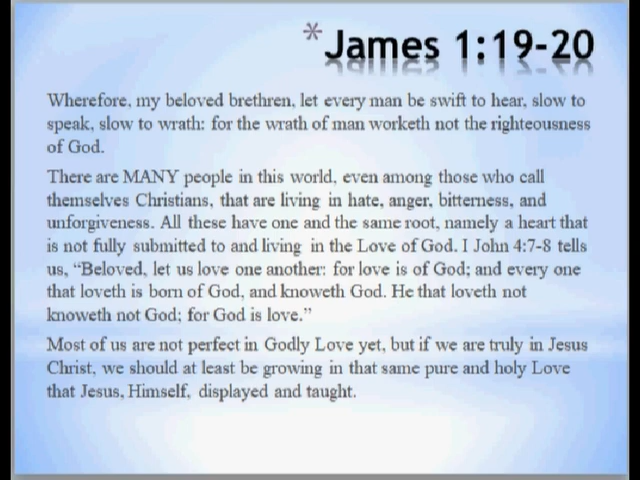 *James 1:19-20
Wherefore, my beloved brethren, let every man be swift to hear, slow to
speak, slow to wrath: for the wrath of man worketh not the righteousness
of God.
There are MANY people in this world, even among those who call
themselves Christians, that are living in hate, anger, bitterness, and
unforgiveness. All these have one and the same root, namely a heart that
is not fully submitted to and living in the Love of God. I John 4:7-8 tells
us, “Beloved, let us love one another: for love is of God; and every one
that loveth is born of God, and knoweth God. He that loveth not
knoweth not God; for God is love.”
Most of us are not perfect in Godly Love yet, but if we are truly in Jesus
Christ, we should at least be growing in that same pure and holy Love
that Jesus, Himself, displayed and taught.